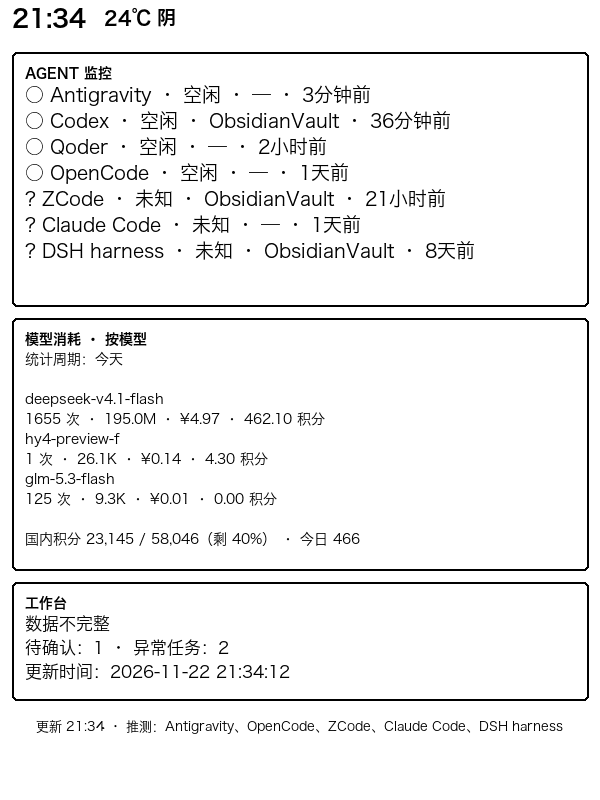 21:34 24℃ 阴
AGENT 监控
○ Antigravity · 空闲 · — · 3分钟前
○ Codex · 空闲 · ObsidianVault · 36分钟前
○ Qoder · 空闲 · — · 2小时前
○ OpenCode · 空闲 · — · 1天前
? ZCode · 未知 · ObsidianVault · 21小时前
? Claude Code · 未知 · — · 1天前
? DSH harness · 未知 · ObsidianVault · 8天前
模型消耗 · 按模型
统计周期：今天
deepseek-v4.1-flash
1655 次 · 195.0M · ¥4.97 · 462.10 积分
hy4-preview-f
1 次 · 26.1K · ¥0.14 · 4.30 积分
glm-5.3-flash
125 次 · 9.3K · ¥0.01 · 0.00 积分
国内积分 23,145 / 58,046（剩 40%） · 今日 466
工作台
数据不完整
待确认：1 · 异常任务：2
更新时间：2026-11-22 21:34:12
更新 21:34 · 推测：Antigravity、OpenCode、ZCode、Claude Code、DSH harness